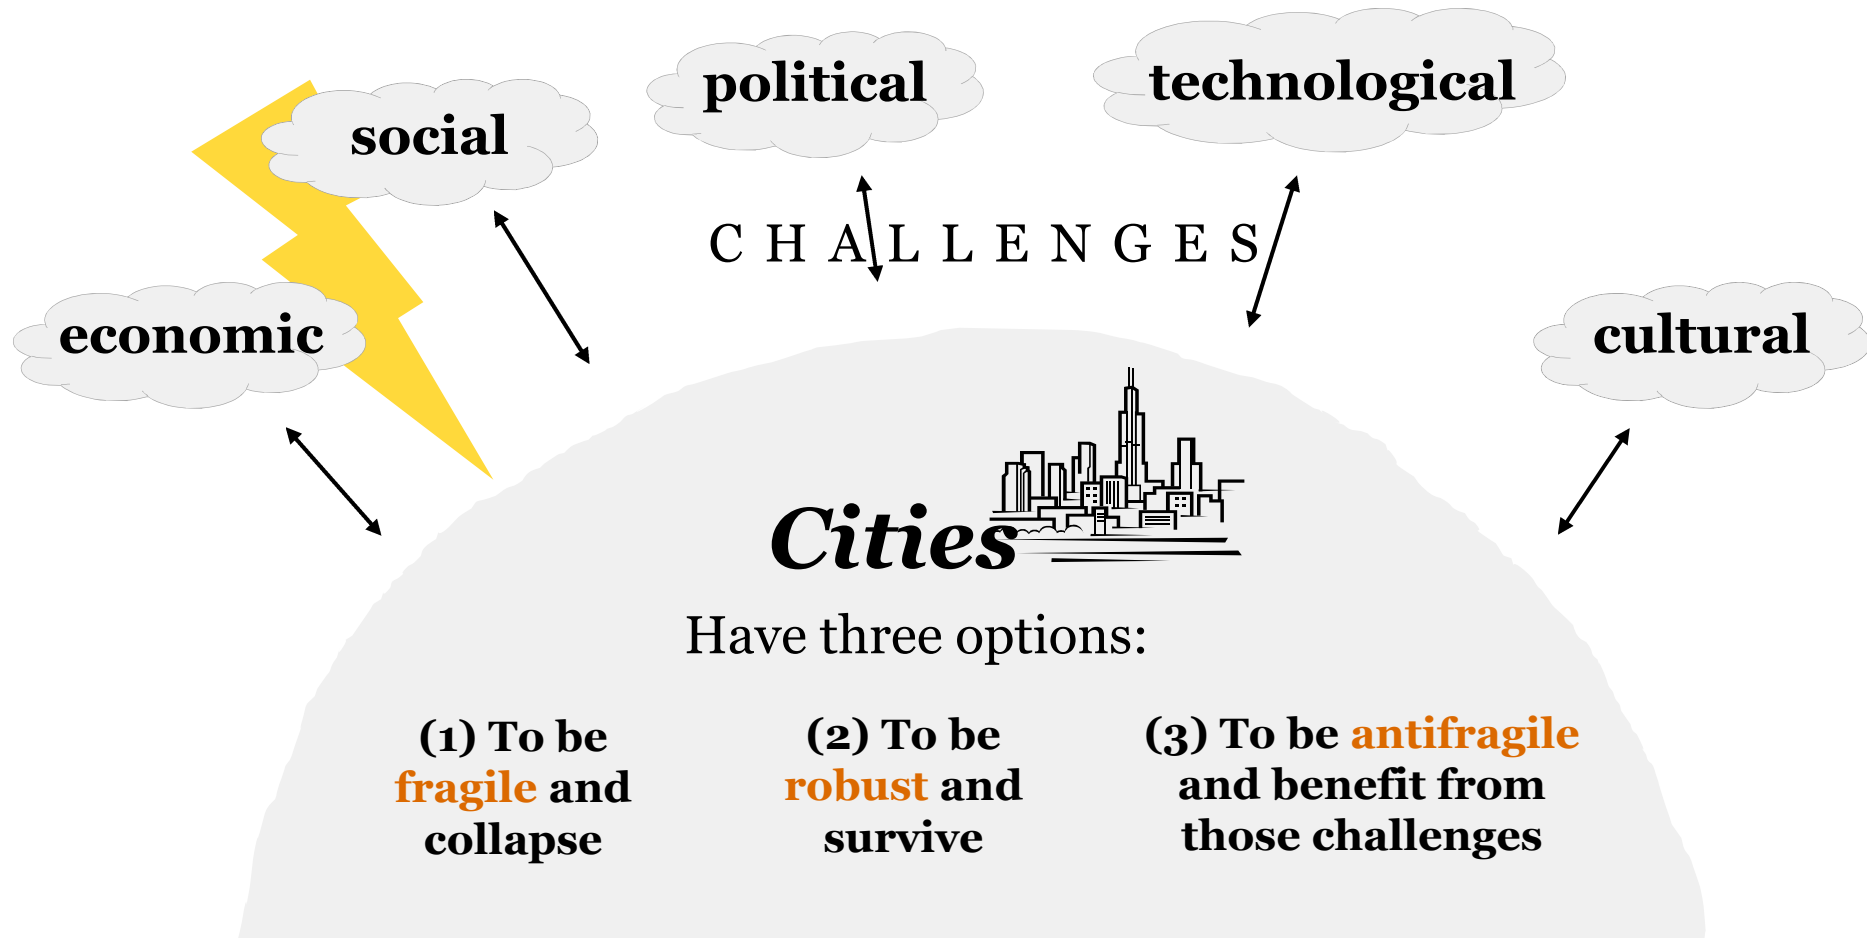 political
technological
social
CHALLENGES
economic
cultural
Cities
Have three options:
(1) To be
fragile and
collapse
(2) To be
robust and
survive
(3) To be antifragile
and benefit from
those challenges